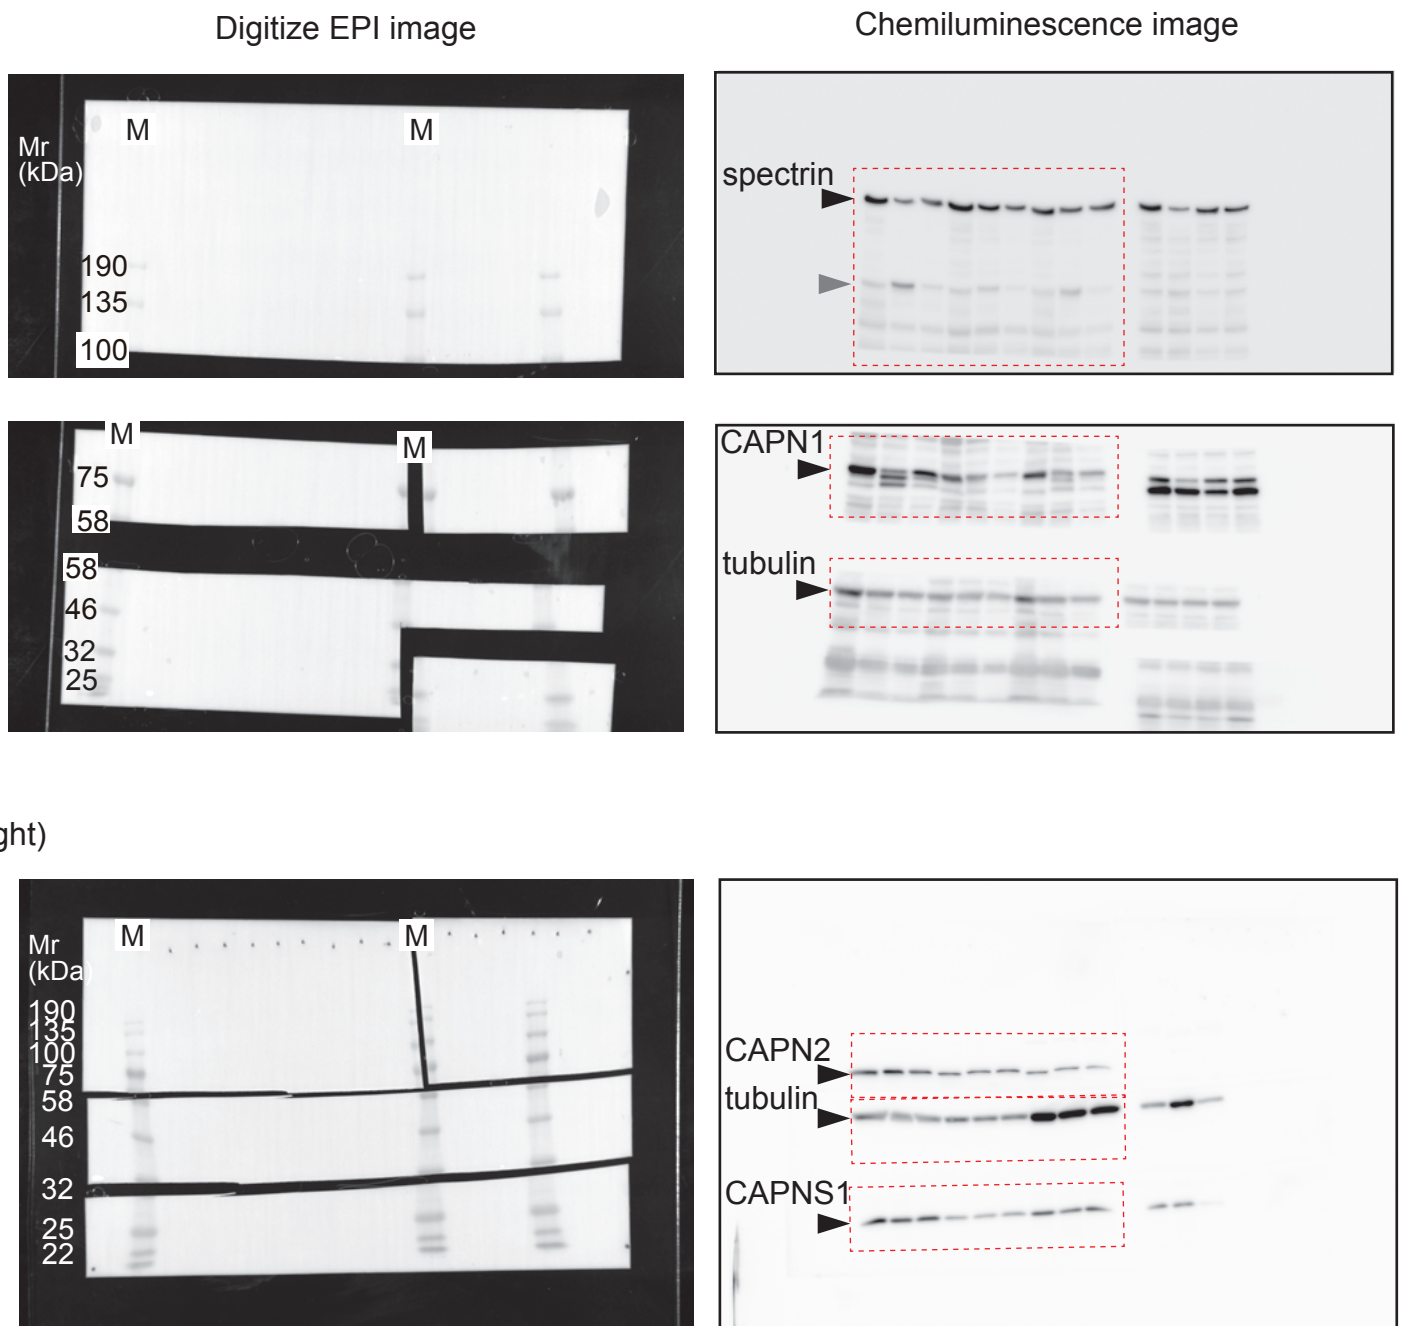 Digitize EPI image
Chemiluminescence image
M
M
Mr
(kDa)
190
135
100
spectrin
M
M
75
58
58
46
32
25
CAPN1
tubulin
ght)
M
M
Mr
(kDa)
190
135
100
75
58
46
32
25
22
CAPN2
tubulin
CAPNS1